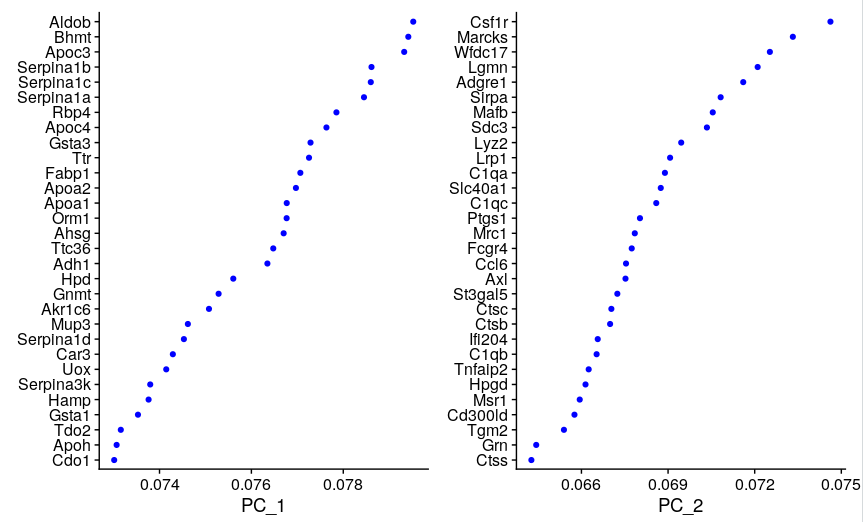 Aldob
Bhmt
Apoc3
Serpina1b
Serpina1c
Serpina1a
Rbp4
Apoc4
Gsta3
Ttr
Fabp1
Apoa2
Apoa1
Orm1
Ahsg
Ttc36
Adh1
Hpd
Gnmt
Akr1c6
Mup3
Serpina1d
Car3
Uox
Serpina3k
Hamp
Gsta1
Tdo2
Apoh
Cdo1
0.074 0.076 0.078
PC_1
Csf1r
Marcks
Wfdc17
Lgmn
Adgre1
Sirpa
Mafb
Sdc3
Lyz2
Lrp1
C1qa
Slc40a1
C1qc
Ptgs1
Mrc1
Fcgr4
Ccl6
Axl
St3gal5
Ctsc
Ctsb
Ifi204
C1qb
Tnfaip2
Hpgd
Msr1
Cd300ld
Tgm2
Grn
Ctss
0.066 0.069 0.072 0.075
PC_2